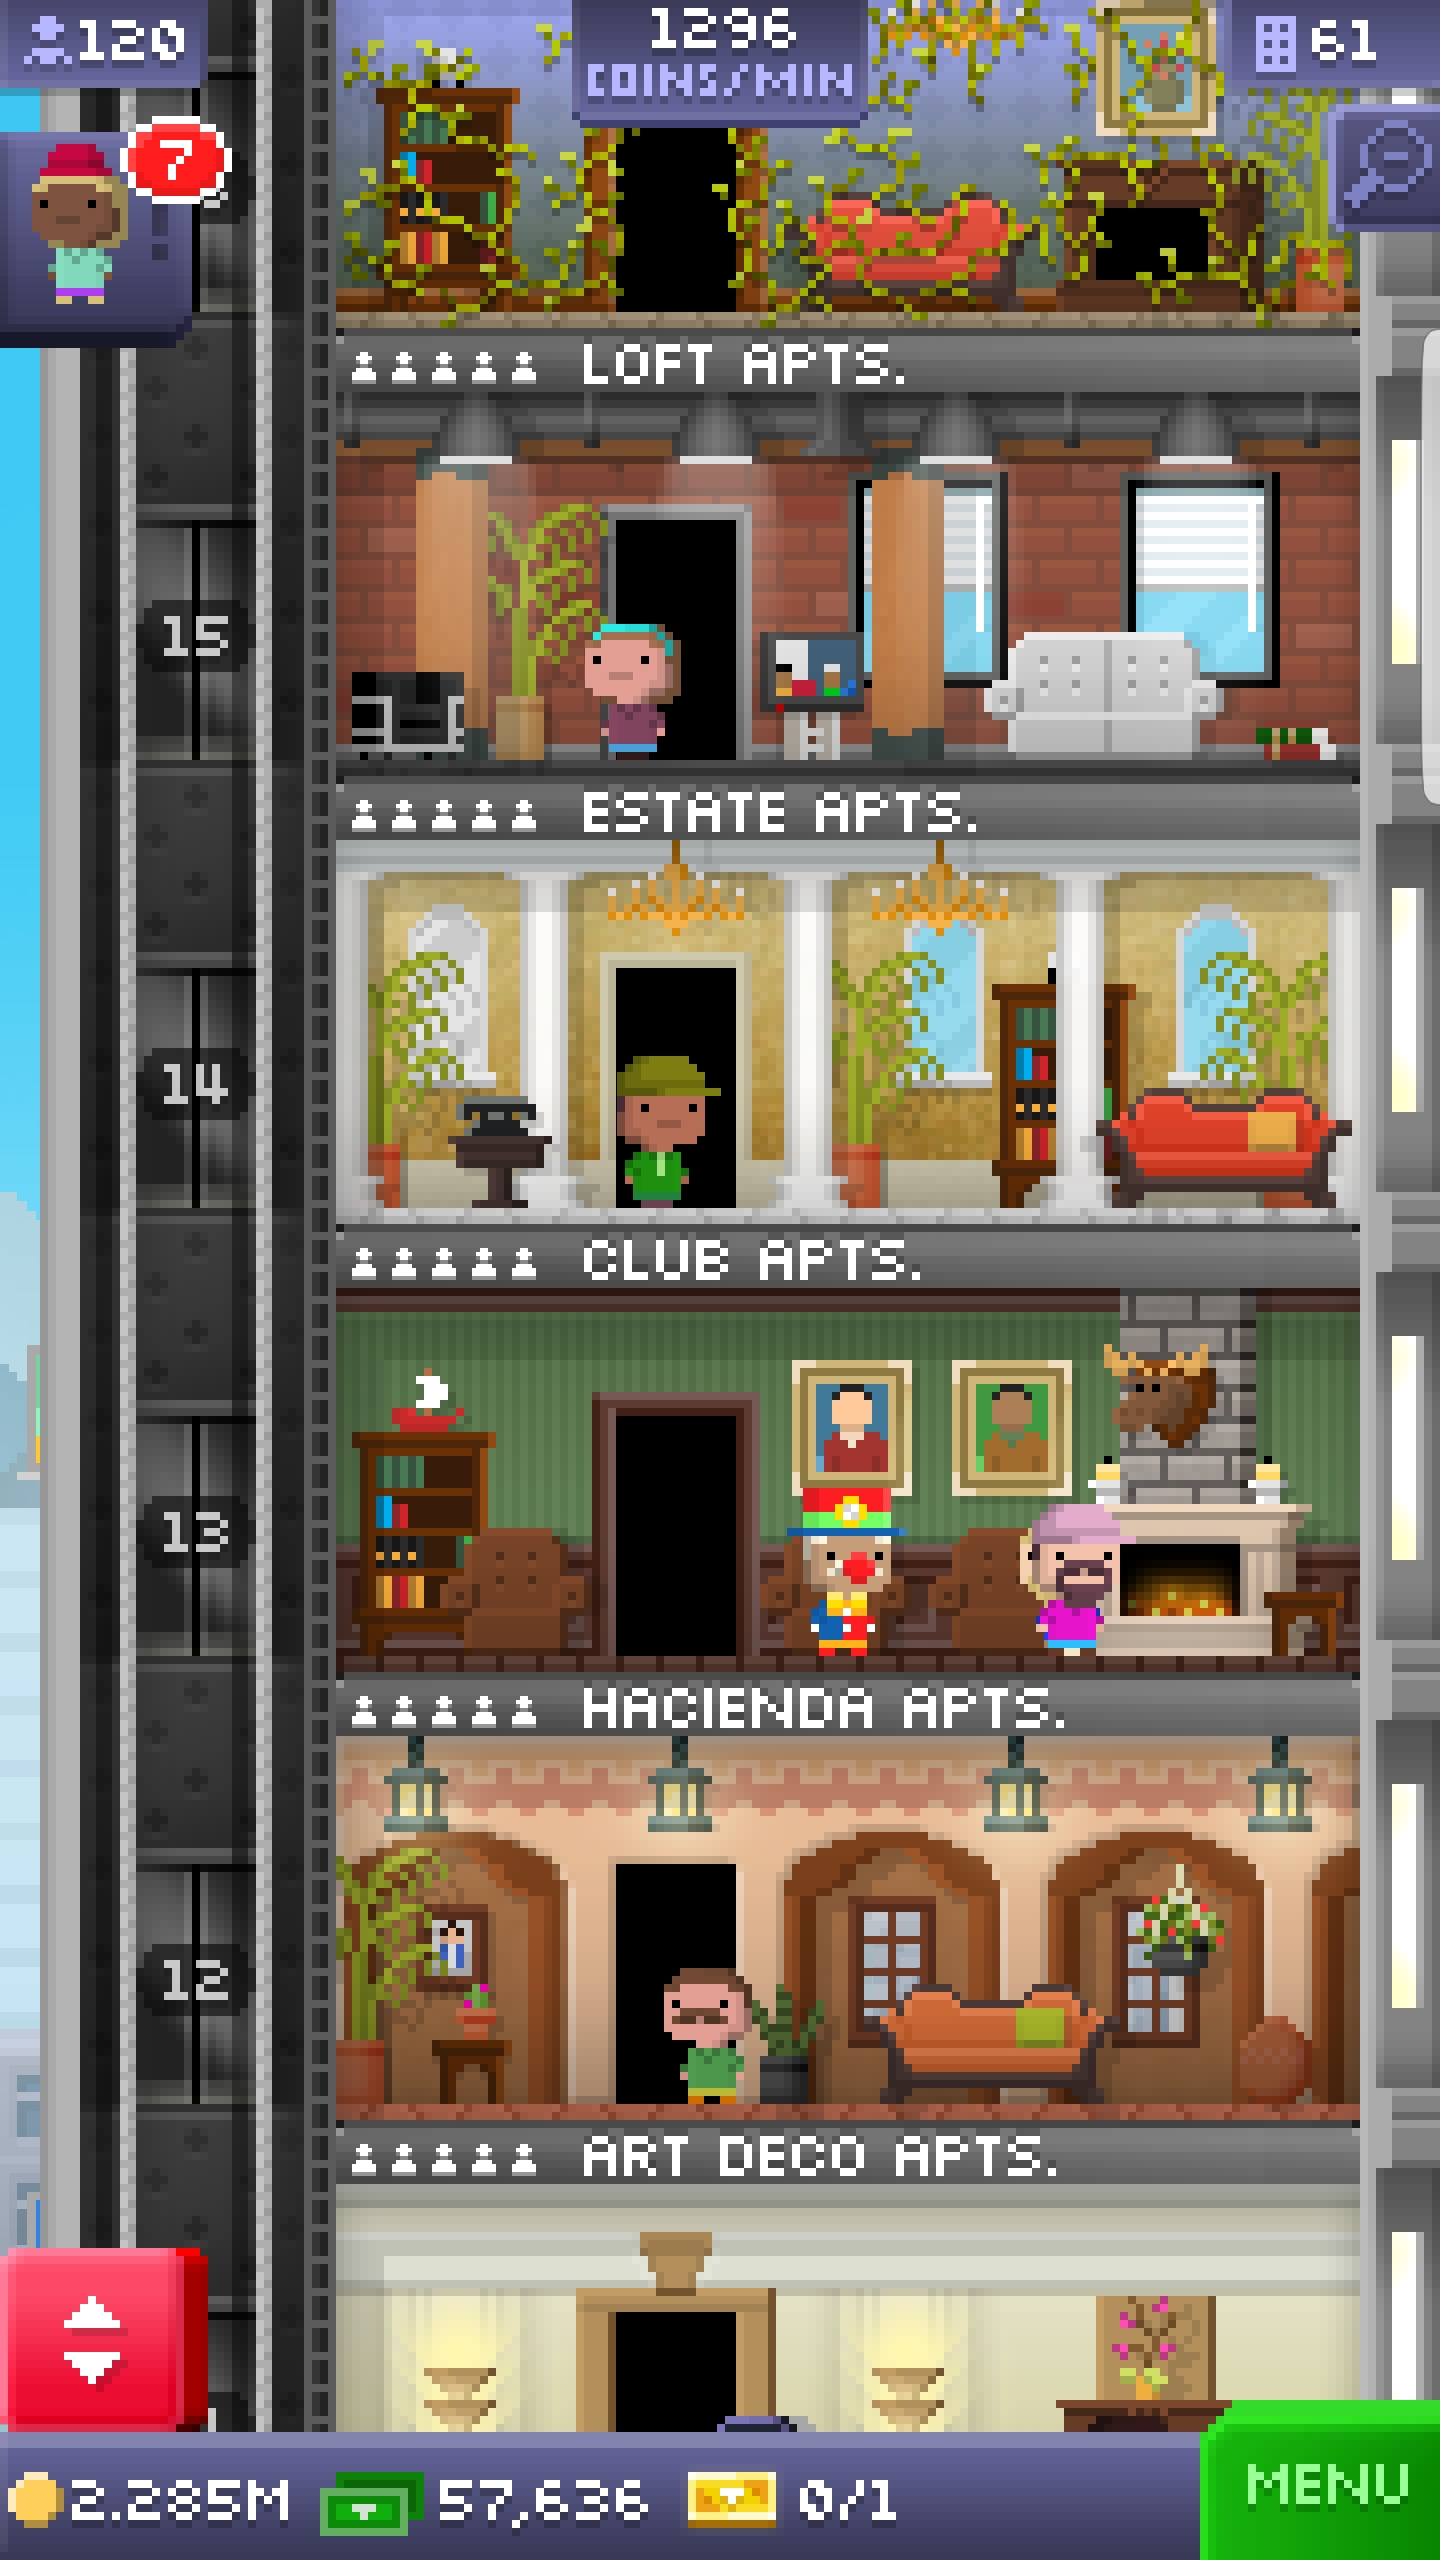 120
1296
COINS/MIN
61
7
LOFT APTS.
15
ESTATE APTS.
14
CLUB APTS.
13
HACIENDA APTS.
12
ART DECO APTS.
2.285M
57,636
0/1
MENU